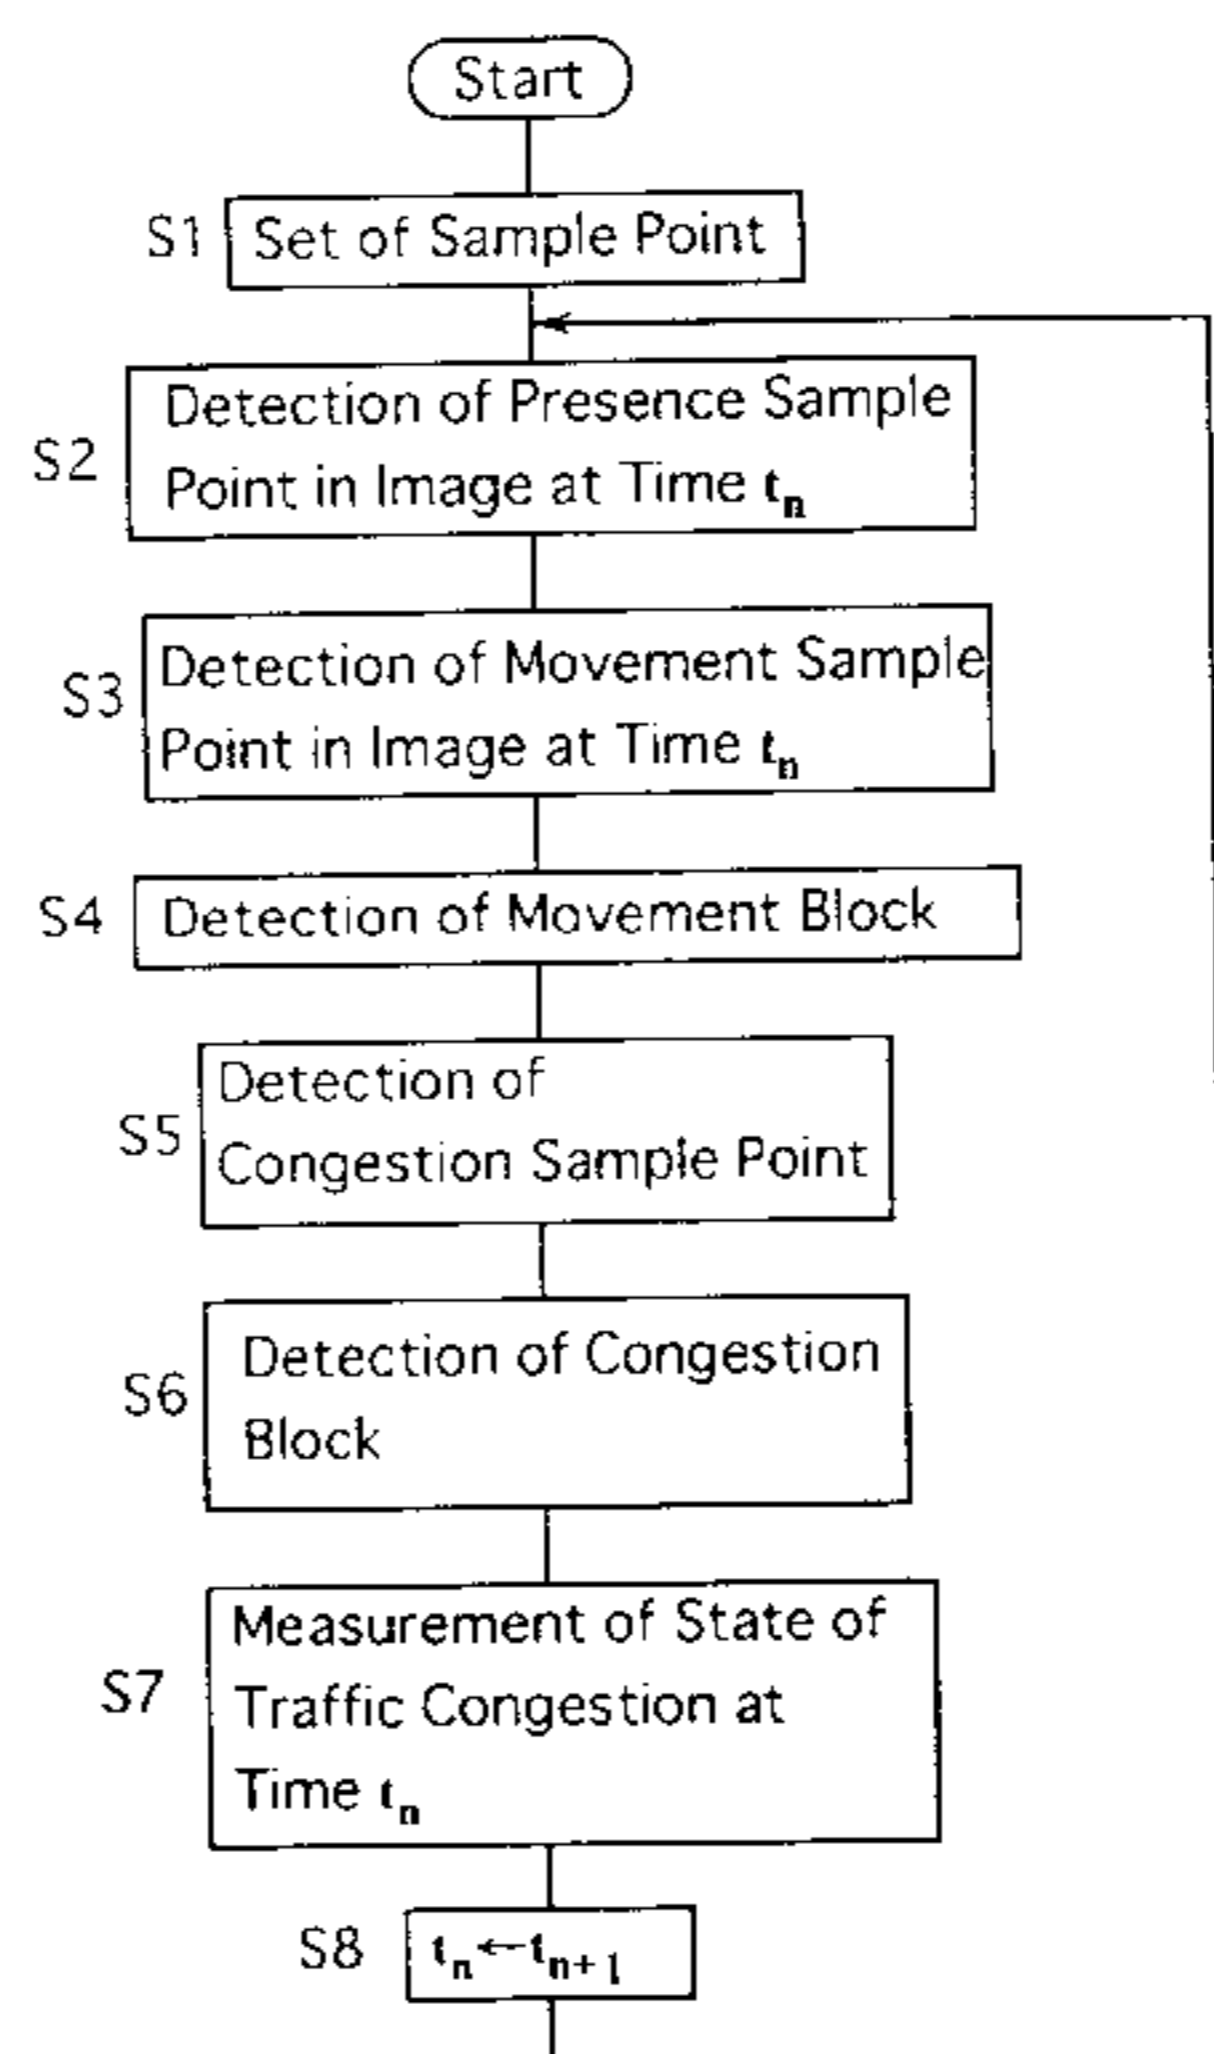 Start
S1 Set of Sample Point
Detection of Presence Sample
S2
Point in Image at Time tn
Detection of Movement Sample
S3
Point in Image at Time tn
S4 Detection of Movement Block
Detection of
S5
Congestion Sample Point
Detection of Congestion
S6
Block
Measurement of State of
S7
Traffic Congestion at
Time tn
S8 tn←tn+1